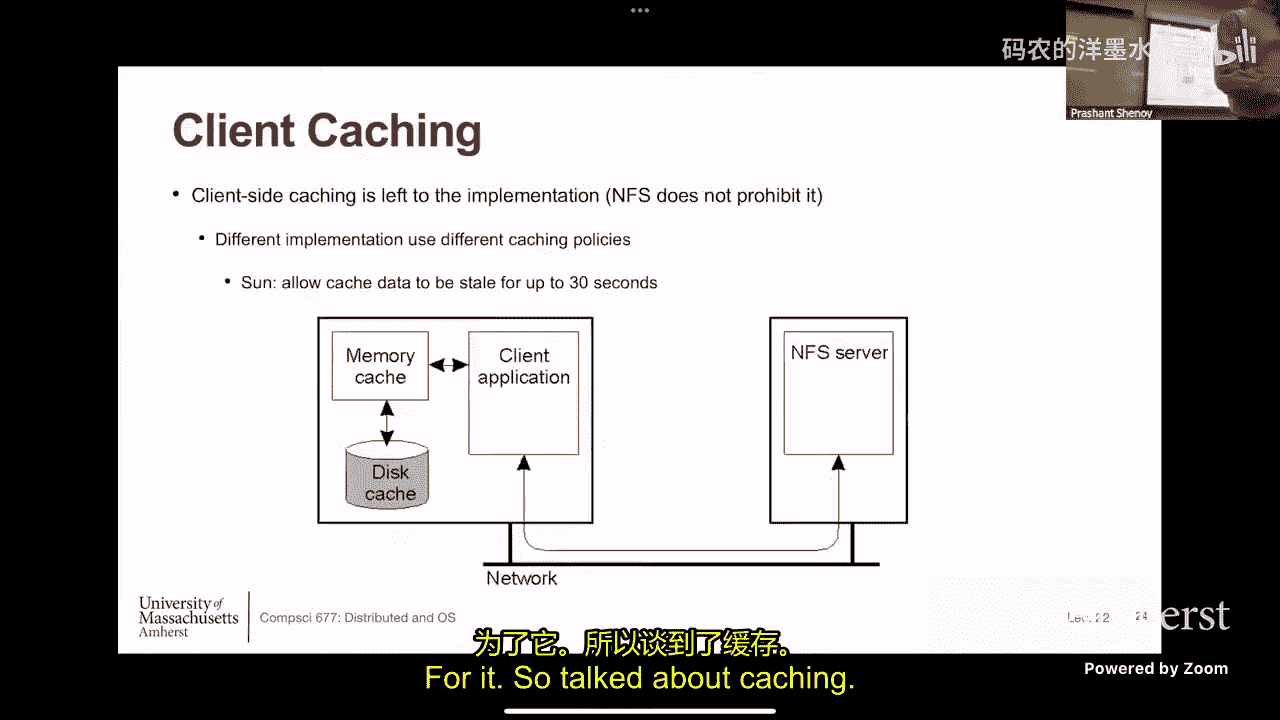 码农的洋墨水
bili
Prashant Shenoy
Client Caching
• Client-side caching is left to the implementation (NFS does not prohibit it)
• Different implementation use different caching policies
• Sun: allow cache data to be stale for up to 30 seconds
Memory
cache
Client
application
NFS server
Disk
cache
Network
University of
Massachusetts
Amherst
Compsci 677: Distributed and OS
Lec. 22
24
erst
为了它。所以谈到了缓存。
For it. So talked about caching.
Powered by Zoom